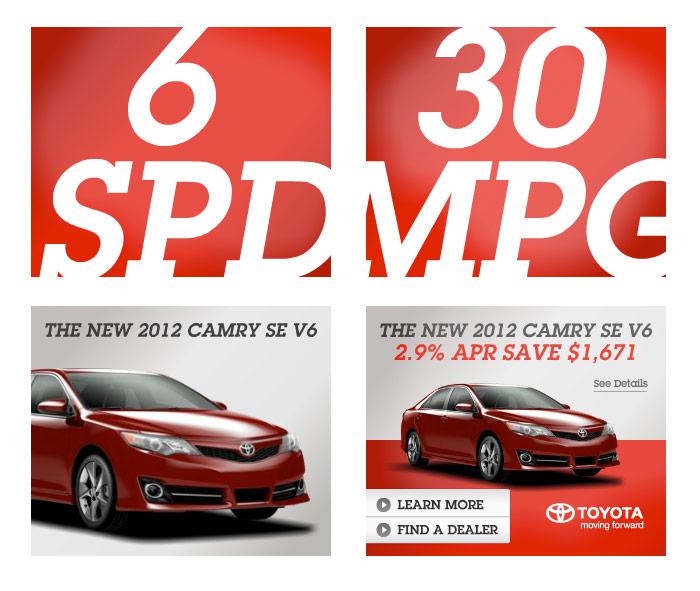 6
SPD
30
MPG
THE NEW 2012 CAMRY SE V6
THE NEW 2012 CAMRY SE V6
2.9% APR SAVE $1,671
See Details
LEARN MORE
FIND A DEALER
TOYOTA
moving forward